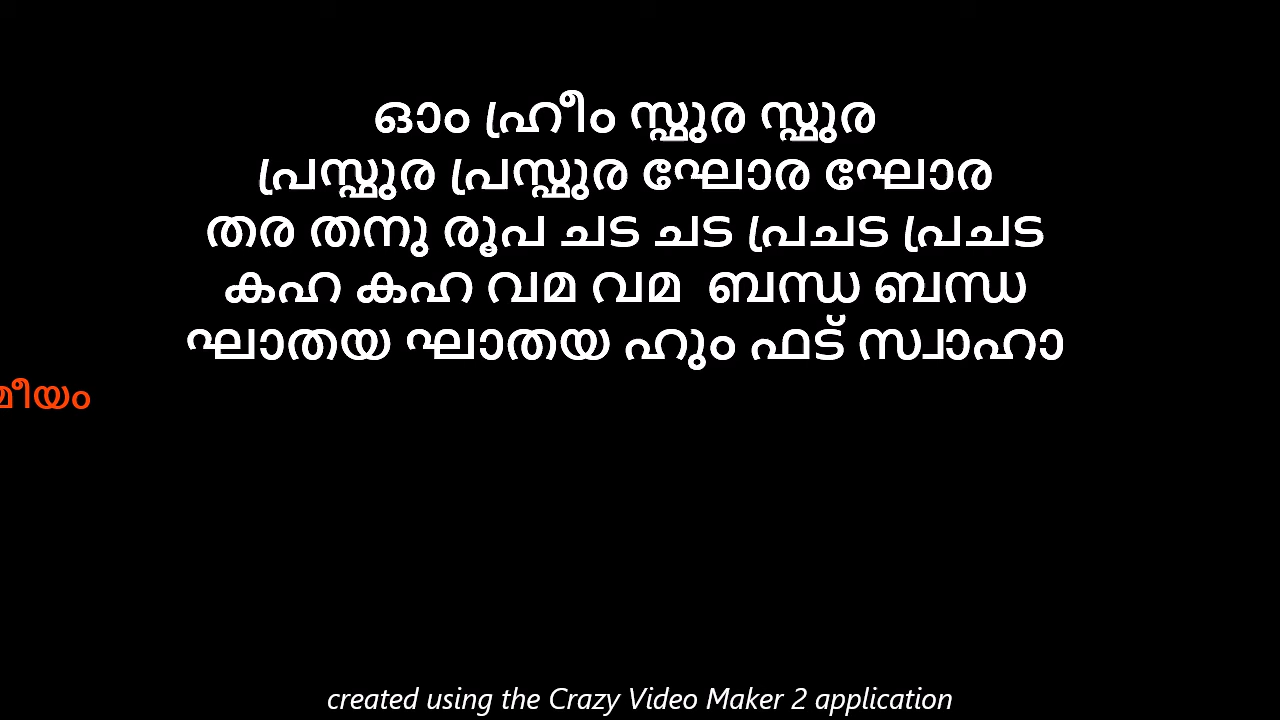 ഓം ഹ്രീം സ്ഫുര സ്ഫുര
പ്രസ്ഫുര പ്രസ്ഫുര ഘോര ഘോര
തര തനു രൂപ ചട ചട പ്രചട പ്രചട
കഹ കഹ വമ വമ ബന്ധ ബന്ധ
ഘാതയ ഘാതയ ഹും ഫട് സ്വാഹാ
created using the Crazy Video Maker 2 application